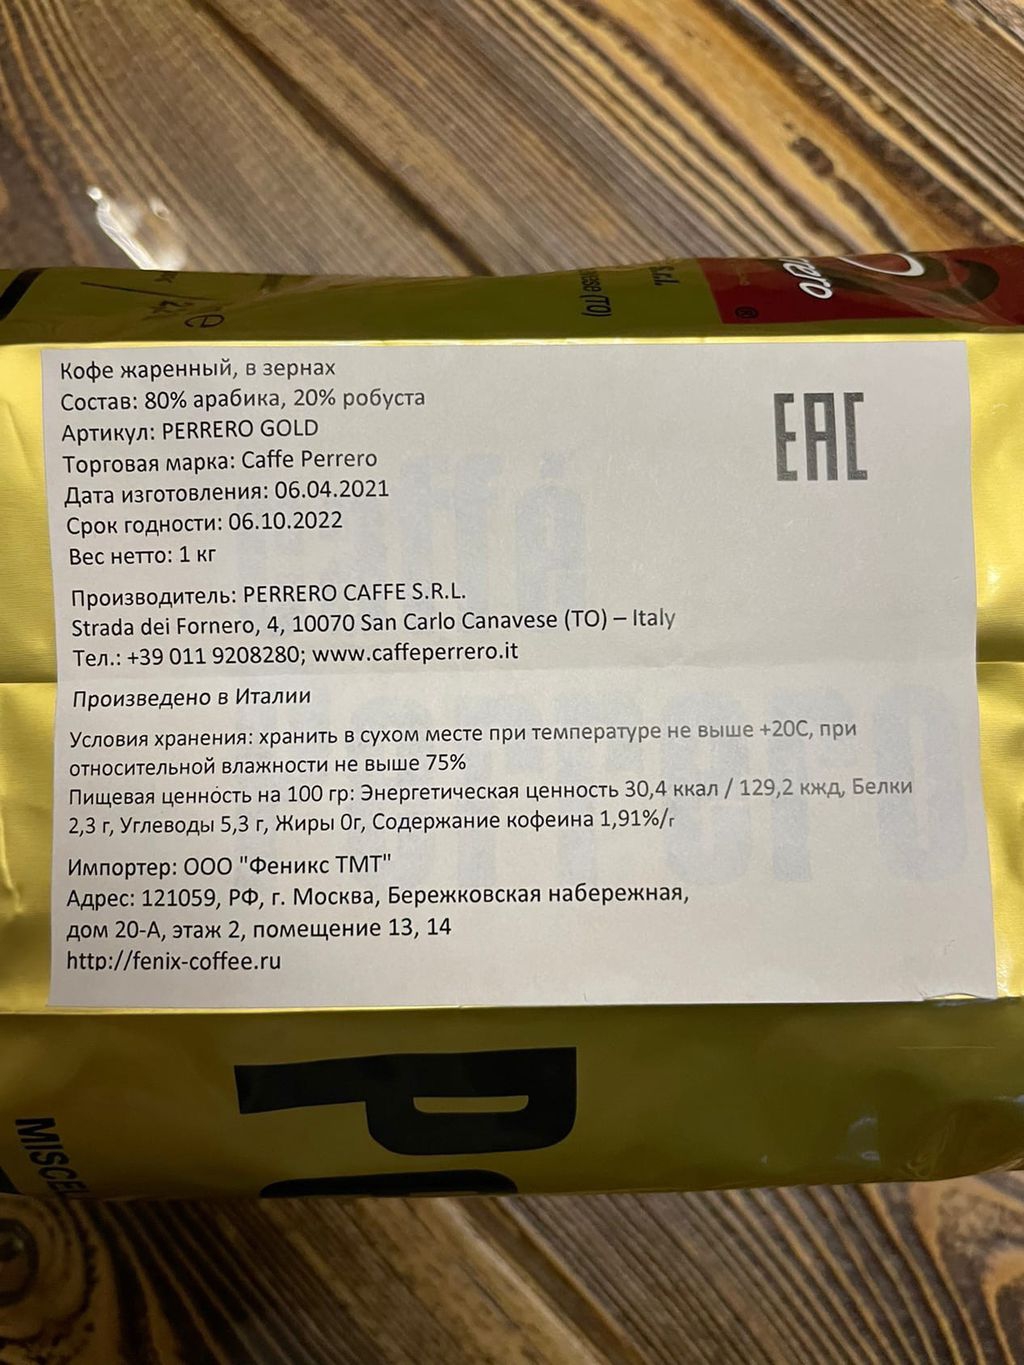 Кофе жаренный, в зернах
Состав: 80% арабика, 20% робуста
Артикул: PERRERO GOLD
Торговая марка: Caffe Perrero
Дата изготовления: 06.04.2021
Срок годности: 06.10.2022
Вес нетто: 1 кг
EAC
Производитель: PERRERO CAFFE S.R.L.
Strada dei Fornero, 4, 10070 San Carlo Canavese (TO) – Italy
Тел.: +39 011 9208280; www.caffeperrero.it
Произведено в Италии
Условия хранения: хранить в сухом месте при температуре не выше +20С, при
относительной влажности не выше 75%
Пищевая ценность на 100 гр: Энергетическая ценность 30,4 ккал / 129,2 кжд, Белки
2,3 г, Углеводы 5,3 г, Жиры 0г, Содержание кофеина 1,91%/г
Импортер: ООО "Феникс ТМТ"
Адрес: 121059, РФ, г. Москва, Бережковская набережная,
дом 20-А, этаж 2, помещение 13, 14
http://fenix-coffee.ru